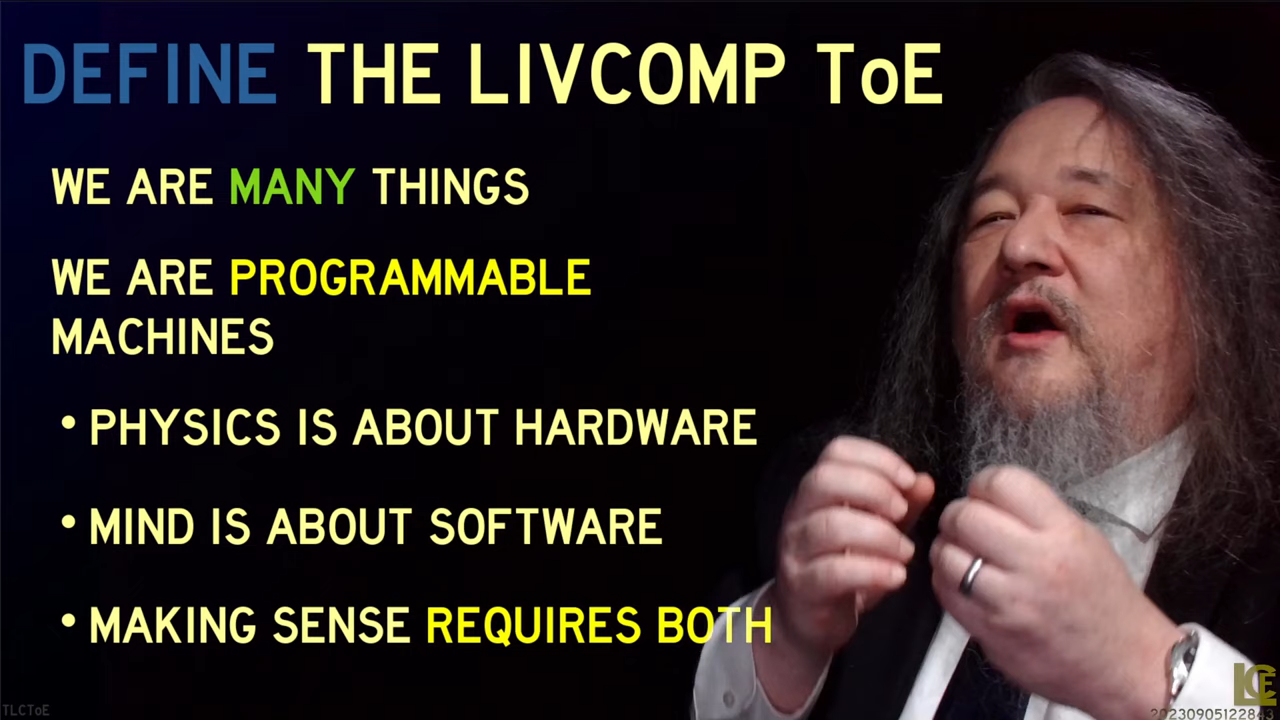 DEFINE THE LIVCOMP ToE
WE ARE MANY THINGS
WE ARE PROGRAMMABLE
MACHINES
• PHYSICS IS ABOUT HARDWARE
• MIND IS ABOUT SOFTWARE
• MAKING SENSE REQUIRES BOTH
TLCToE
LCE